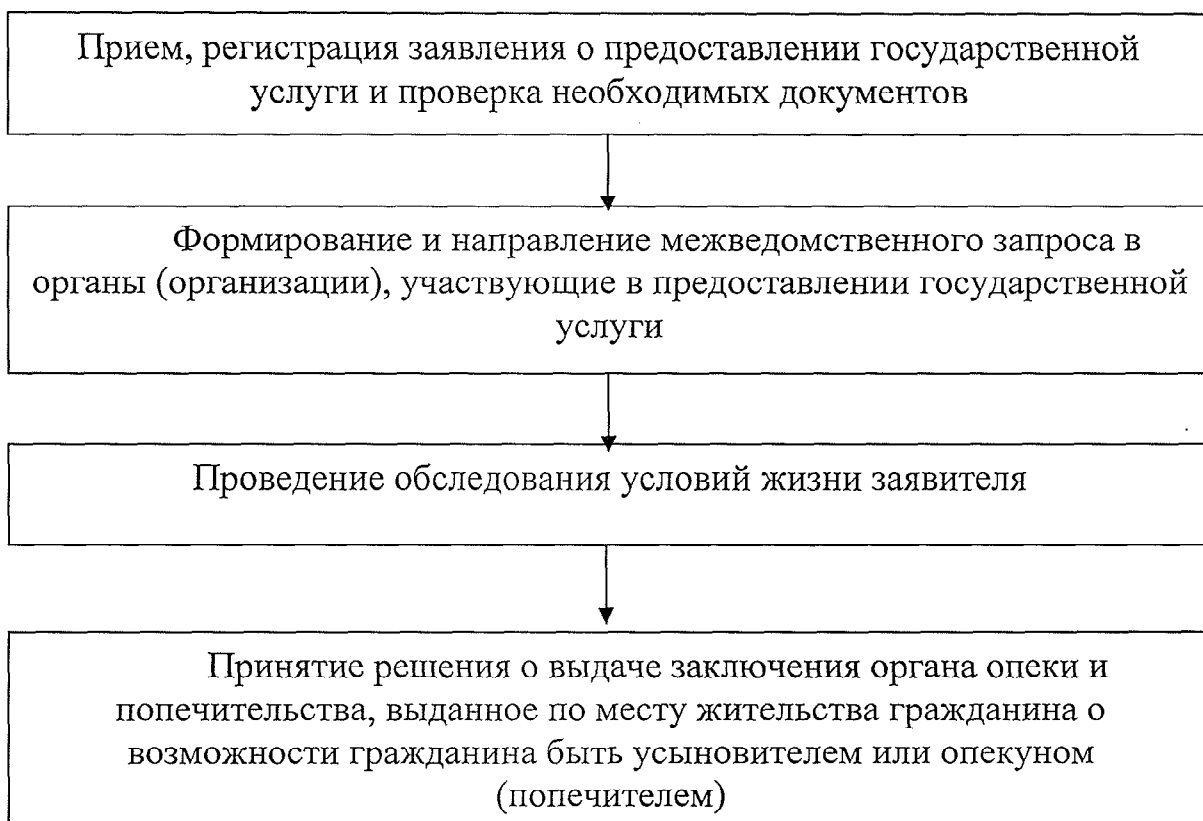 Прием, регистрация заявления о предоставлении государственной
услуги и проверка необходимых документов
Формирование и направление межведомственного запроса в
органы (организации), участвующие в предоставлении государственной
услуги
Проведение обследования условий жизни заявителя
Принятие решения о выдаче заключения органа опеки и
попечительства, выданное по месту жительства гражданина о
возможности гражданина быть усыновителем или опекуном
(попечителем)